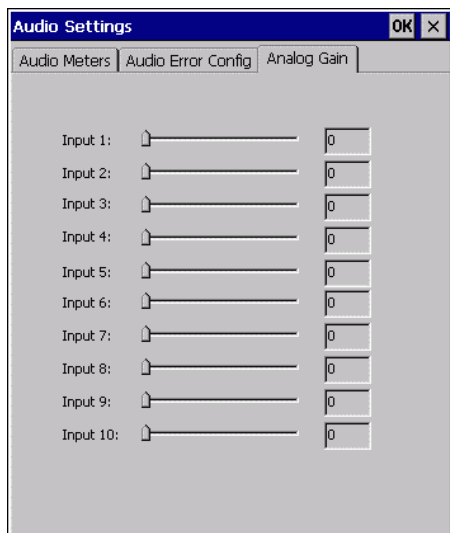 Audio Settings OK ×
Audio Meters Audio Error Config Analog Gain
Input 1: 0
Input 2: 0
Input 3: 0
Input 4: 0
Input 5: 0
Input 6: 0
Input 7: 0
Input 8: 0
Input 9: 0
Input 10: 0